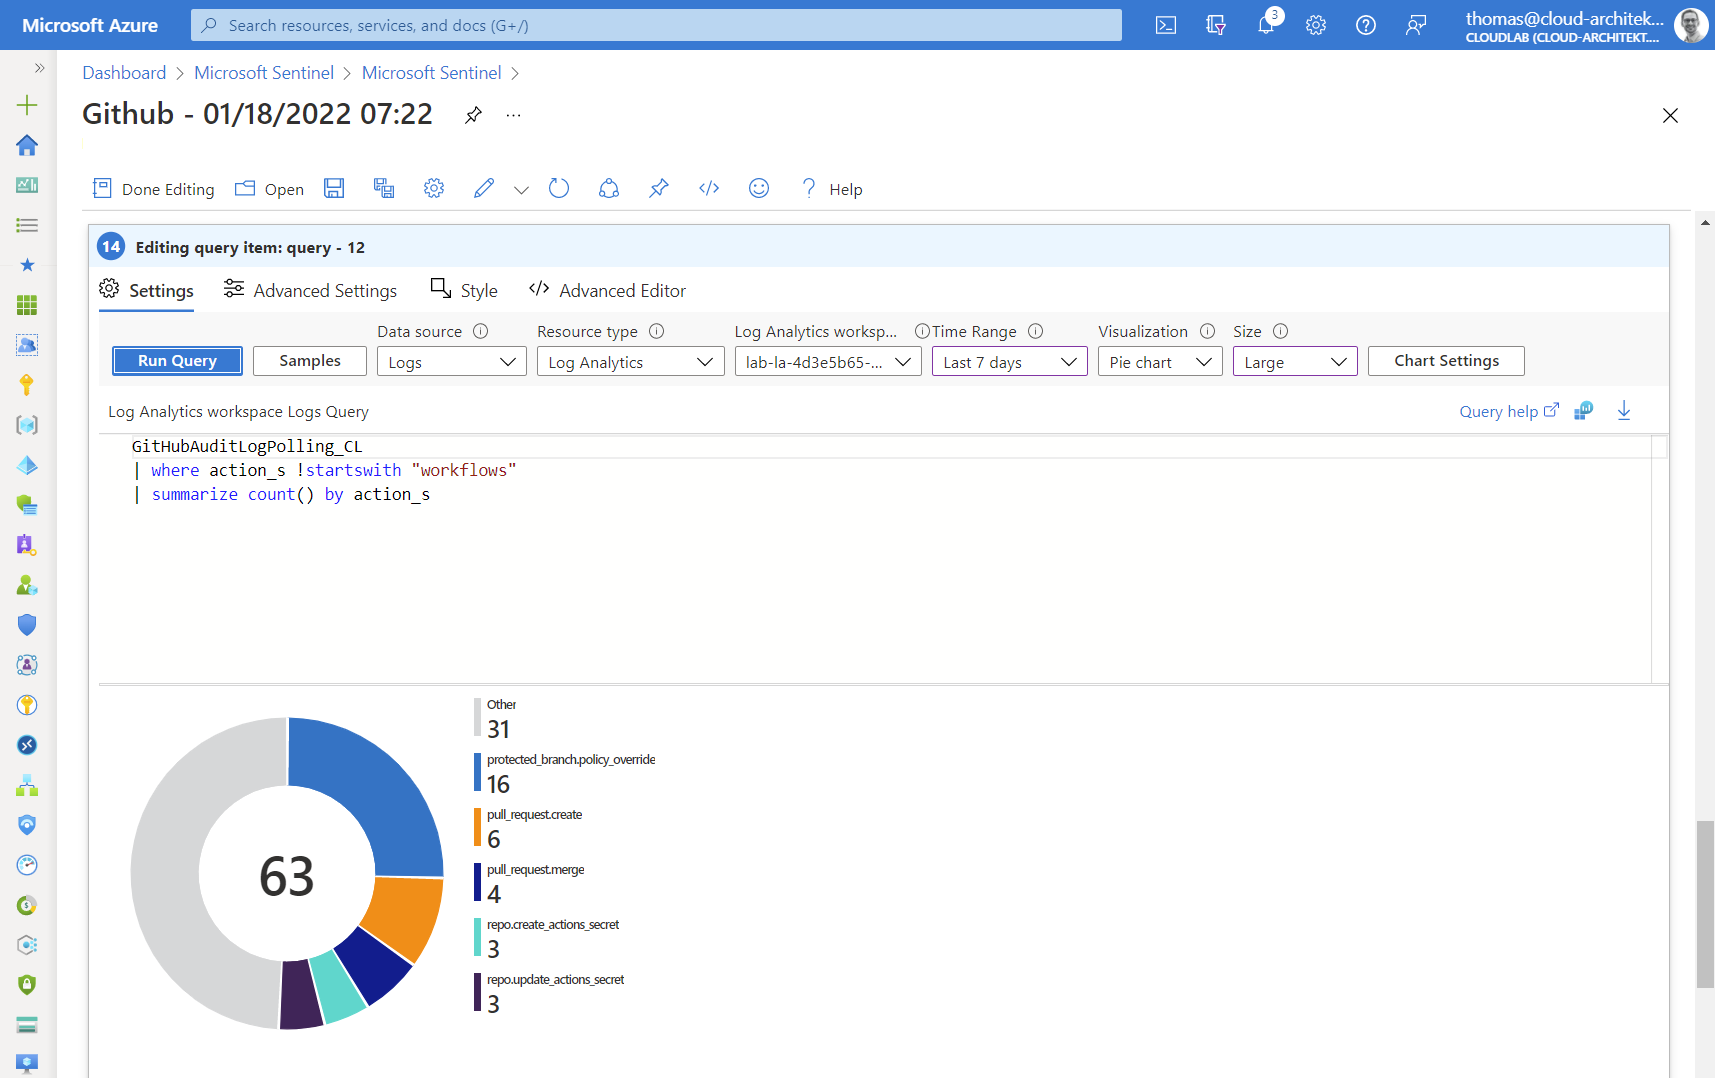 Microsoft Azure
Search resources, services, and docs (G+/)
3
thomas@cloud-architek...
CLOUDLAB (CLOUD-ARCHITEKT....
Dashboard > Microsoft Sentinel > Microsoft Sentinel >
Github - 01/18/2022 07:22
...
Done Editing
Open
Help
14 Editing query item: query - 12
Settings
Advanced Settings
Style
Advanced Editor
Data source
Resource type
Log Analytics worksp...
Time Range
Visualization
Size
Run Query
Samples
Logs
Log Analytics
lab-la-4d3e5b65-...
Last 7 days
Pie chart
Large
Chart Settings
Log Analytics workspace Logs Query
Query help
GitHubAuditLogPolling_CL
| where action_s !startswith "workflows"
| summarize count() by action_s
63
Other
31
protected_branch.policy_override
16
pull_request.create
6
pull_request.merge
4
repo.create_actions_secret
3
repo.update_actions_secret
3